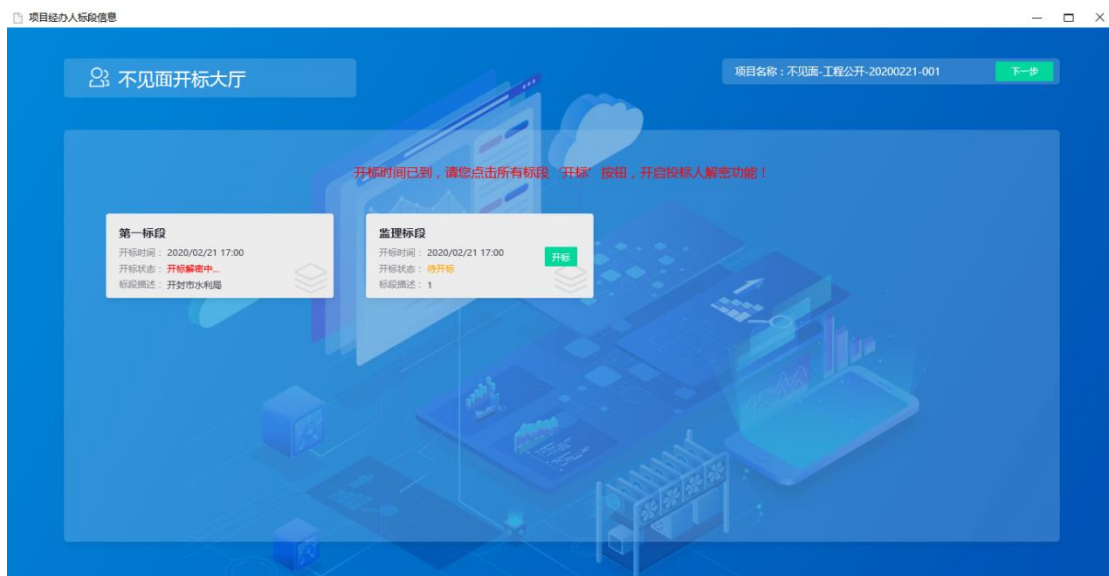 项目经办人标段信息
不见面开标大厅
项目名称：不见面-工程公开-20200221-001
下一步
开标时间已到，请您点击所有标段‘开标’按钮，开启投标人解密功能！
第一标段
开标时间：2020/02/21 17:00
开标状态：开标解密中...
标段描述：开封市水利局
监理标段
开标时间：2020/02/21 17:00
开标
开标状态：待开标
标段描述：1